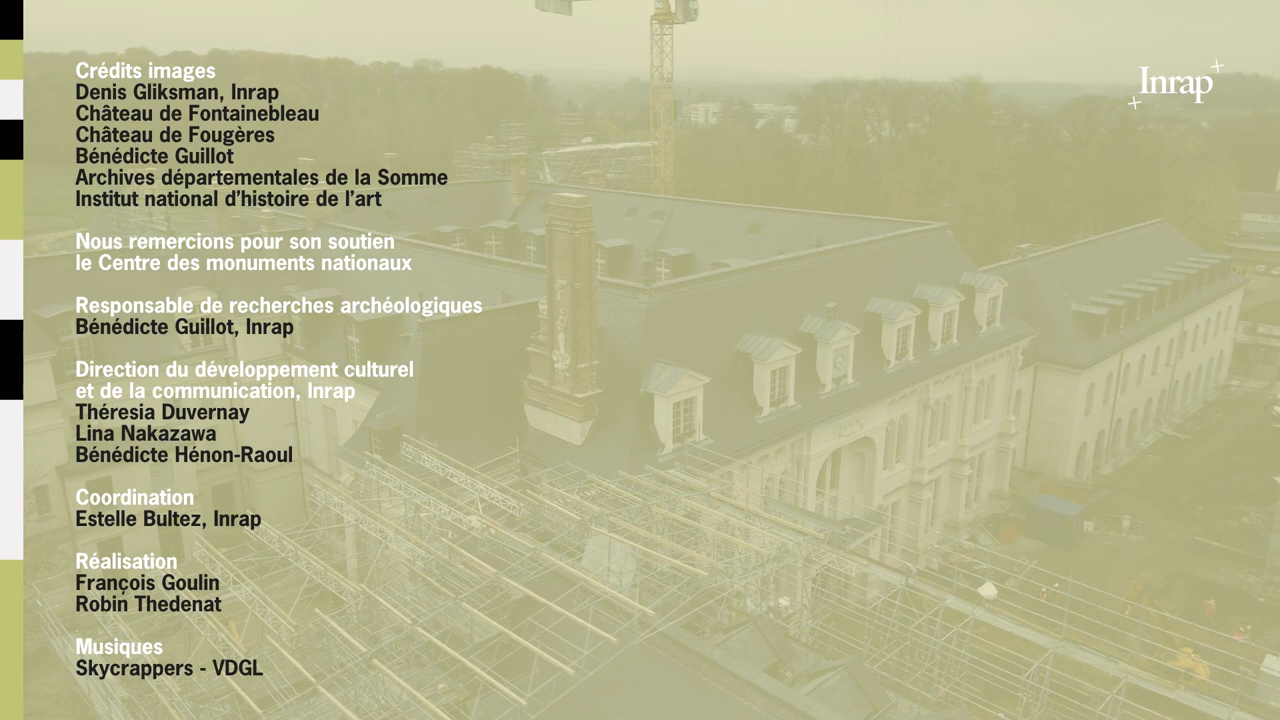 Crédits images
Denis Gliksman, Inrap
Château de Fontainebleau
Château de Fougères
Bénédicte Guillot
Archives départementales de la Somme
Institut national d'histoire de l'art
Nous remercions pour son soutien
le Centre des monuments nationaux
Responsable de recherches archéologiques
Bénédicte Guillot, Inrap
Direction du développement culturel
et de la communication, Inrap
Théresia Duvernay
Lina Nakazawa
Bénédicte Hénon-Raoul
Coordination
Estelle Bultez, Inrap
Réalisation
François Goulin
Robin Thedenat
Musiques
Skycrappers - VDGL
Inrap